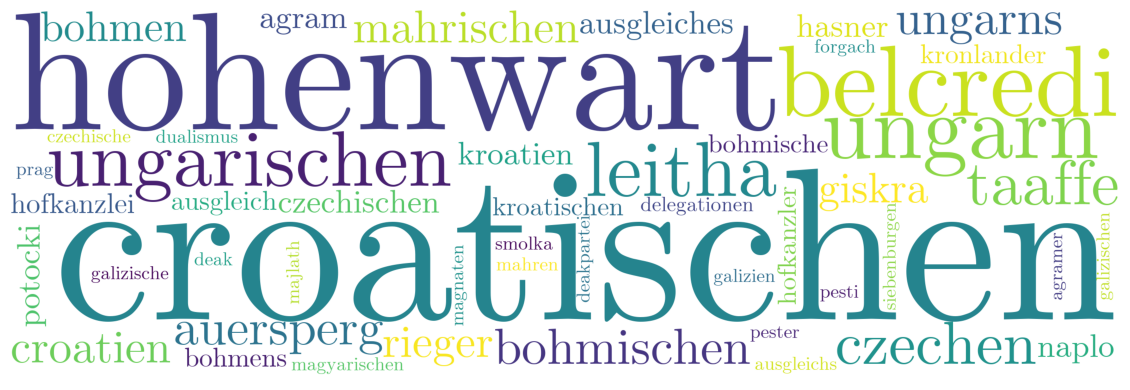 bohmen agram mahrischen ausgleiches hasner ungarns
forgach kronlander
hohenwart belcredi
czechische dualismus ungarn
prag ungarischen kroatien leitha bohmische
hofkanzlei ausgleich czechischen kroatischen delegationen giskra taaffe
croatischen
potocki galizische deak majlath magnaten smolka mahren deakpartei galizien hofkanzler pesti siebenburgen agramer galizischen
croatien auersperg rieger bohmischen pester czechen naplo
bohmens magyarischen ausgleichs